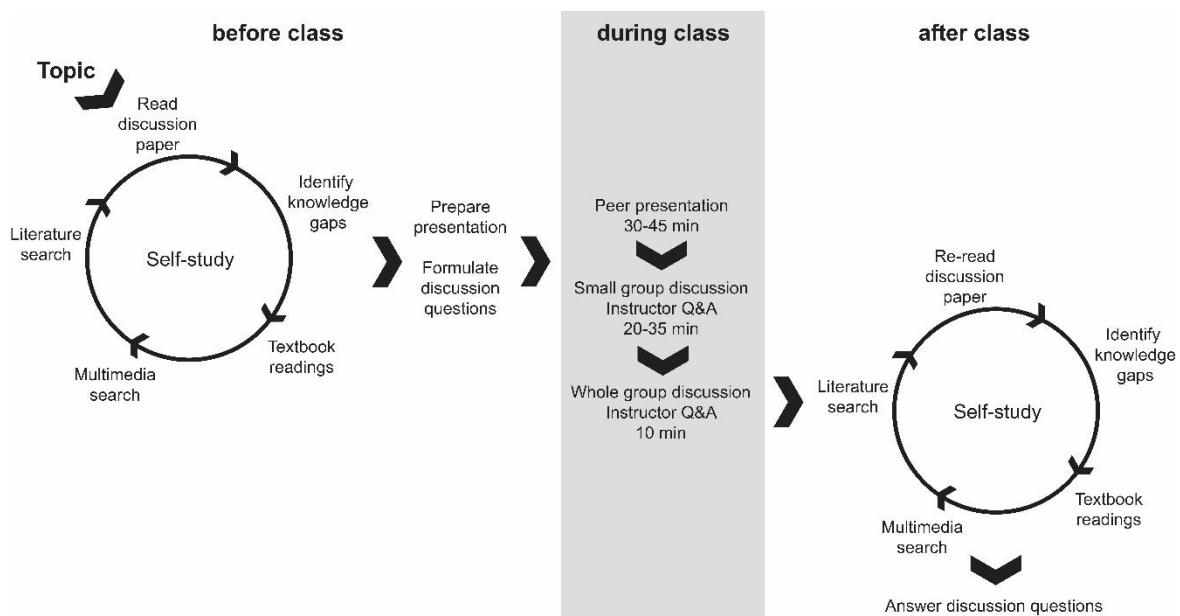 before class
during class
after class
Topic
Read
discussion
paper
Identify
knowledge
gaps
Literature
search
Self-study
Textbook
readings
Multimedia
search
Prepare
presentation
Formulate
discussion
questions
Peer presentation
30-45 min
Small group discussion
Instructor Q&A
20-35 min
Whole group discussion
Instructor Q&A
10 min
Re-read
discussion
paper
Identify
knowledge
gaps
Literature
search
Self-study
Textbook
readings
Multimedia
search
Answer discussion questions